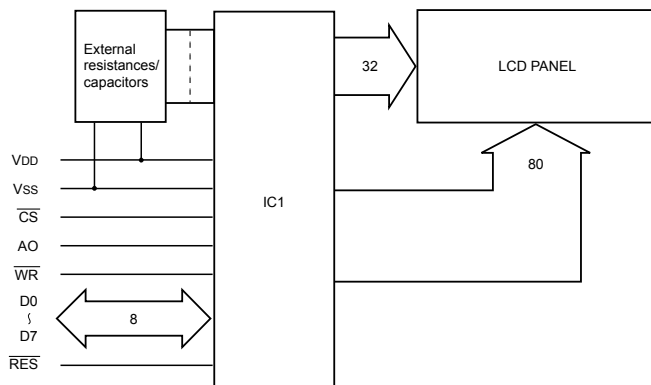 External
resistances/
capacitors
32
LCD PANEL
VDD
80
VSS
IC1
CS
AO
WR
D0
8
D7
RES